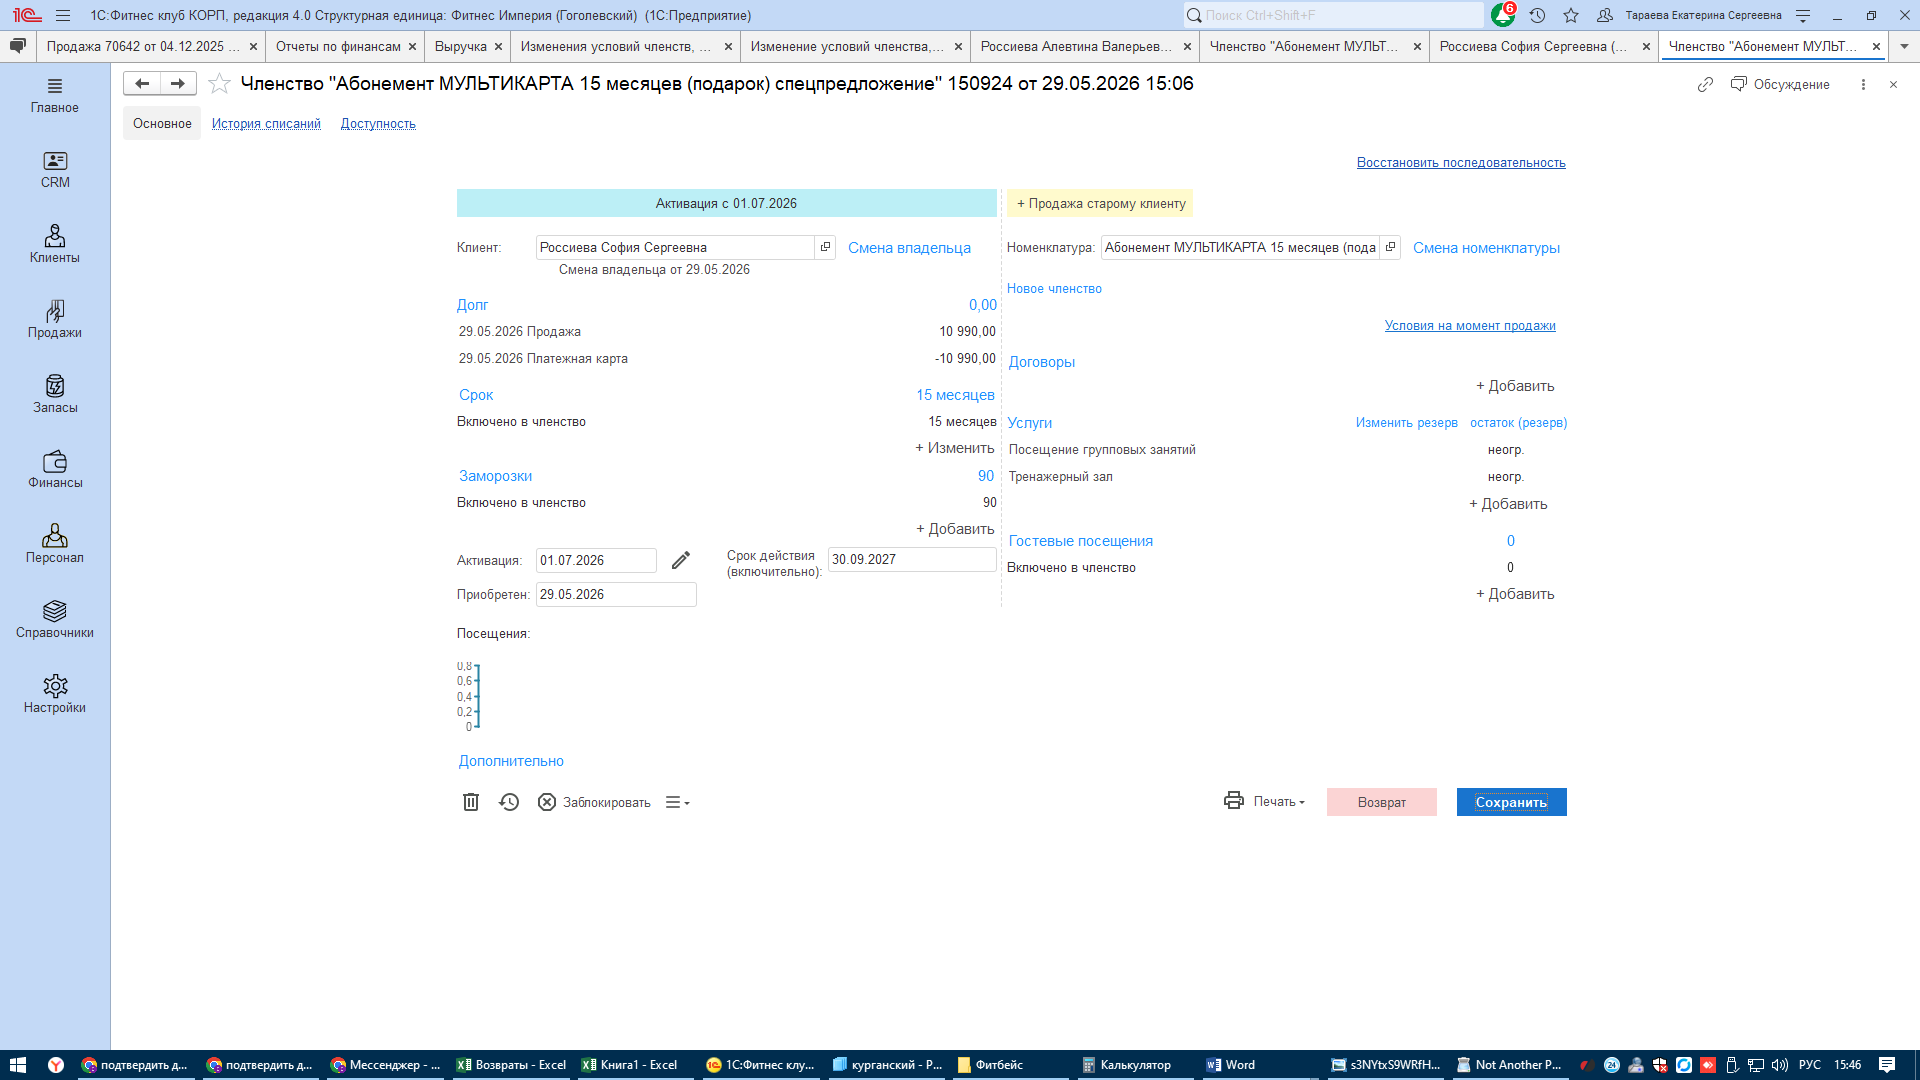 1С:Фитнес клуб КОРП, редакция 4.0 Структурная единица: Фитнес Империя (Гоголевский) (1С:Предприятие)
Поиск Ctrl+Shift+F
6
Тараева Екатерина Сергеевна
Продажа 70642 от 04.12.2025 ...
Отчеты по финансам
Выручка
Изменения условий членств, ...
Изменение условий членства,...
Россиева Алевтина Валерьев...
Членство "Абонемент МУЛЬТ...
Россиева София Сергеевна (...
Членство "Абонемент МУЛЬТ...
Главное
CRM
Клиенты
Продажи
Запасы
Финансы
Персонал
Справочники
Настройки
Членство "Абонемент МУЛЬТИКАРТА 15 месяцев (подарок) спецпредложение" 150924 от 29.05.2026 15:06
Обсуждение
Основное
История списаний
Доступность
Восстановить последовательность
Активация с 01.07.2026
+ Продажа старому клиенту
Клиент:
Россиева София Сергеевна
Смена владельца
Смена владельца от 29.05.2026
Номенклатура:
Абонемент МУЛЬТИКАРТА 15 месяцев (пода
Смена номенклатуры
Новое членство
Условия на момент продажи
Долг 0,00
29.05.2026 Продажа 10 990,00
29.05.2026 Платежная карта -10 990,00
Срок 15 месяцев
Включено в членство 15 месяцев
+ Изменить
Заморозки 90
Включено в членство 90
+ Добавить
Активация: 01.07.2026
Срок действия (включительно): 30.09.2027
Приобретен: 29.05.2026
Договоры
+ Добавить
Услуги Изменить резерв остаток (резерв)
Посещение групповых занятий неогр.
Тренажерный зал неогр.
+ Добавить
Гостевые посещения 0
Включено в членство 0
+ Добавить
Посещения:
0,8
0,6
0,4
0,2
0
Дополнительно
Заблокировать
Печать
Возврат
Сохранить
подтвердить д...
подтвердить д...
Мессенджер - ...
Возвраты - Excel
Книга1 - Excel
1С:Фитнес клу...
курганский - P...
Фитбейс
Калькулятор
Word
s3NYtxS9WRfH...
Not Another P...
24
РУС
15:46